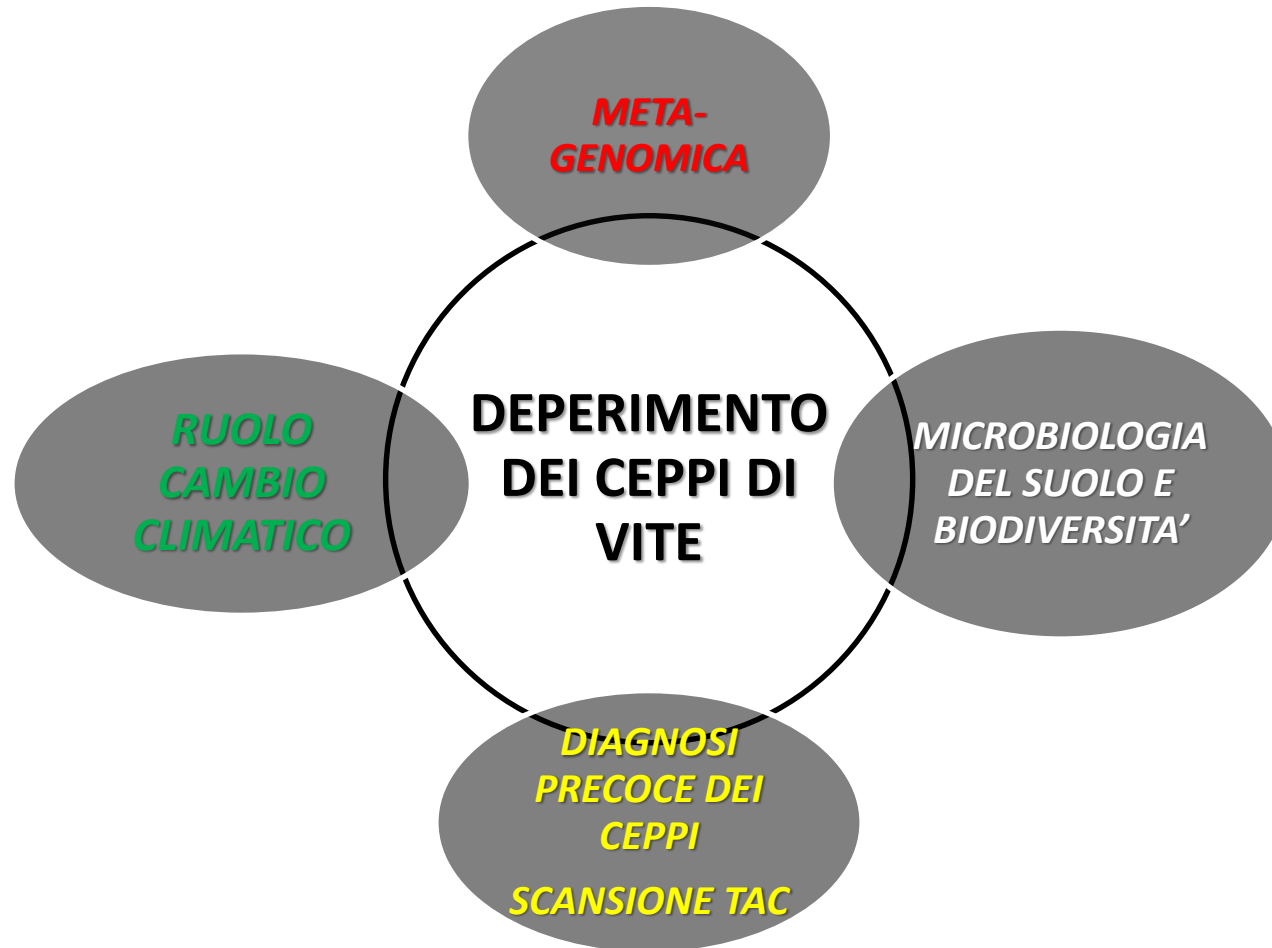 META-
GENOMICA
RUOLO
CAMBIO
CLIMATICO
DEPERIMENTO
DEI CEPPI DI
VITE
MICROBIOLOGIA
DEL SUOLO E
BIODIVERSITA’
DIAGNOSI
PRECOCE DEI
CEPPI
SCANSIONE TAC